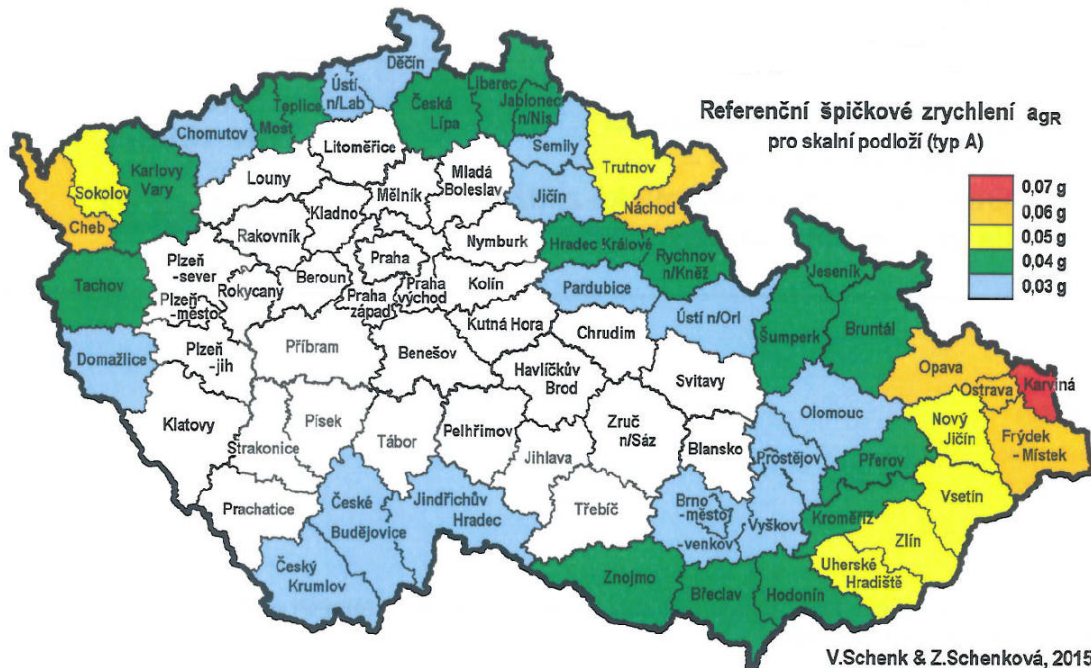 Referenční špičkové zrychlení agR
pro skalní podloží (typ A)
0,07 g
0,06 g
0,05 g
0,04 g
0,03 g
Děčín
Ústí
n/Lab
Liberec
Teplice
Most
Česká
Lípa
Jablonec
n/Nis
Chomutov
Semily
Litoměřice
Trutnov
Karlovy
Vary
Sokolov
Louny
Mělník
Mladá
Boleslav
Jičín
Náchod
Cheb
Kladno
Rakovník
Nymburk
Hradec Králové
Rychnov
n/Kněž
Praha
Plzeň
-sever
Beroun
Rokycany
Praha
západ
Praha
východ
Kolín
Pardubice
Jeseník
Tachov
Plzeň
-město
Ústí n/Orl
Šumperk
Bruntál
Kutná Hora
Chrudim
Domažlice
Plzeň
-jih
Příbram
Benešov
Havlíčkův
Brod
Svitavy
Opava
Ostrava
Karviná
Klatovy
Písek
Strakonice
Tábor
Pelhřimov
Zruč
n/Sáz
Olomouc
Nový
Jičín
Frýdek
- Místek
Blansko
Jihlava
Prostějov
Přerov
Prachatice
České
Budějovice
Jindřichův
Hradec
Třebíč
Brno
-město
-venkov
Vyškov
Kroměříz
Vsetín
Zlín
Český
Krumlov
Znojmo
Břeclav
Hodonín
Uherské
Hradiště
V.Schenk & Z.Schenková, 2015